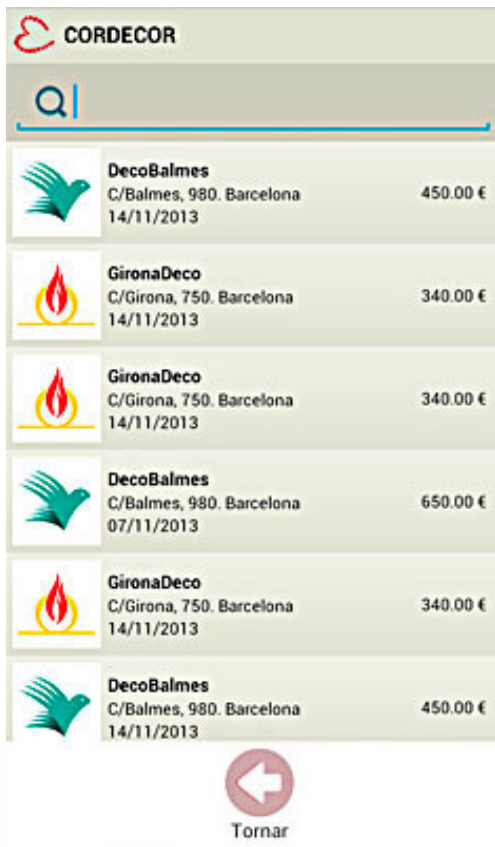 CORDECOR
DecoBalmes
C/Balmes, 980. Barcelona
14/11/2013
450.00 €
GironaDeco
C/Girona, 750. Barcelona
14/11/2013
340.00 €
GironaDeco
C/Girona, 750. Barcelona
14/11/2013
340.00 €
DecoBalmes
C/Balmes, 980. Barcelona
07/11/2013
650.00 €
GironaDeco
C/Girona, 750. Barcelona
14/11/2013
340.00 €
DecoBalmes
C/Balmes, 980. Barcelona
14/11/2013
450.00 €
Tornar